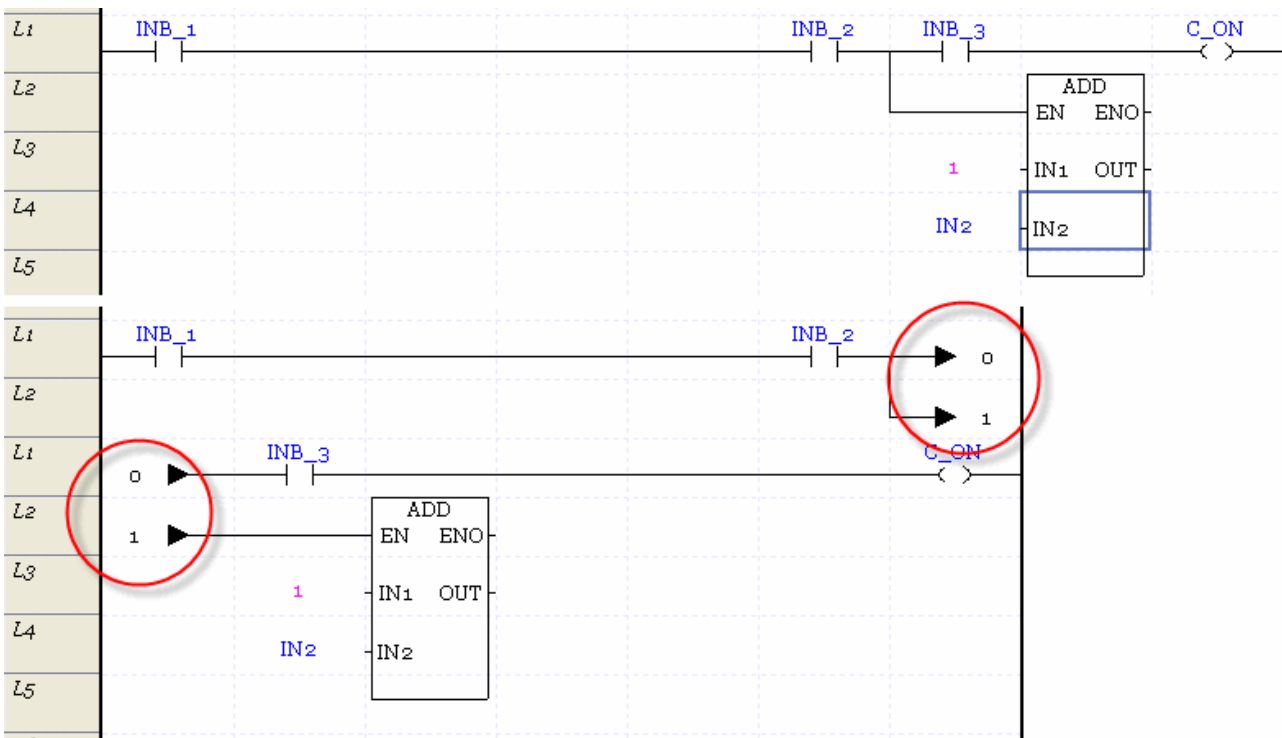 L1 INB_1 INB_2 INB_3 C_ON
L2 ADD
EN ENO
L3 1 IN1 OUT
L4 IN2 IN2
L5
L1 INB_1 INB_2 0
L2 1
L1 0 INB_3 C_ON
L2 1 ADD
EN ENO
L3 1 IN1 OUT
L4 IN2 IN2
L5